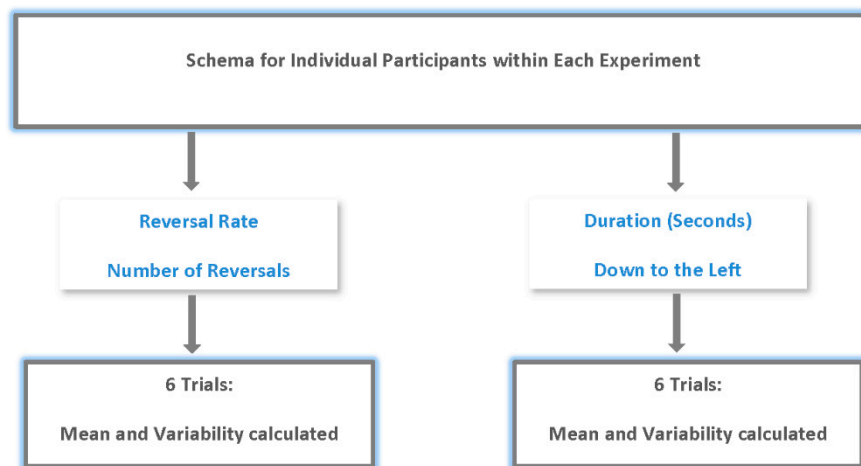 Schema for Individual Participants within Each Experiment
Reversal Rate
Number of Reversals
Duration (Seconds)
Down to the Left
6 Trials:
Mean and Variability calculated
6 Trials:
Mean and Variability calculated